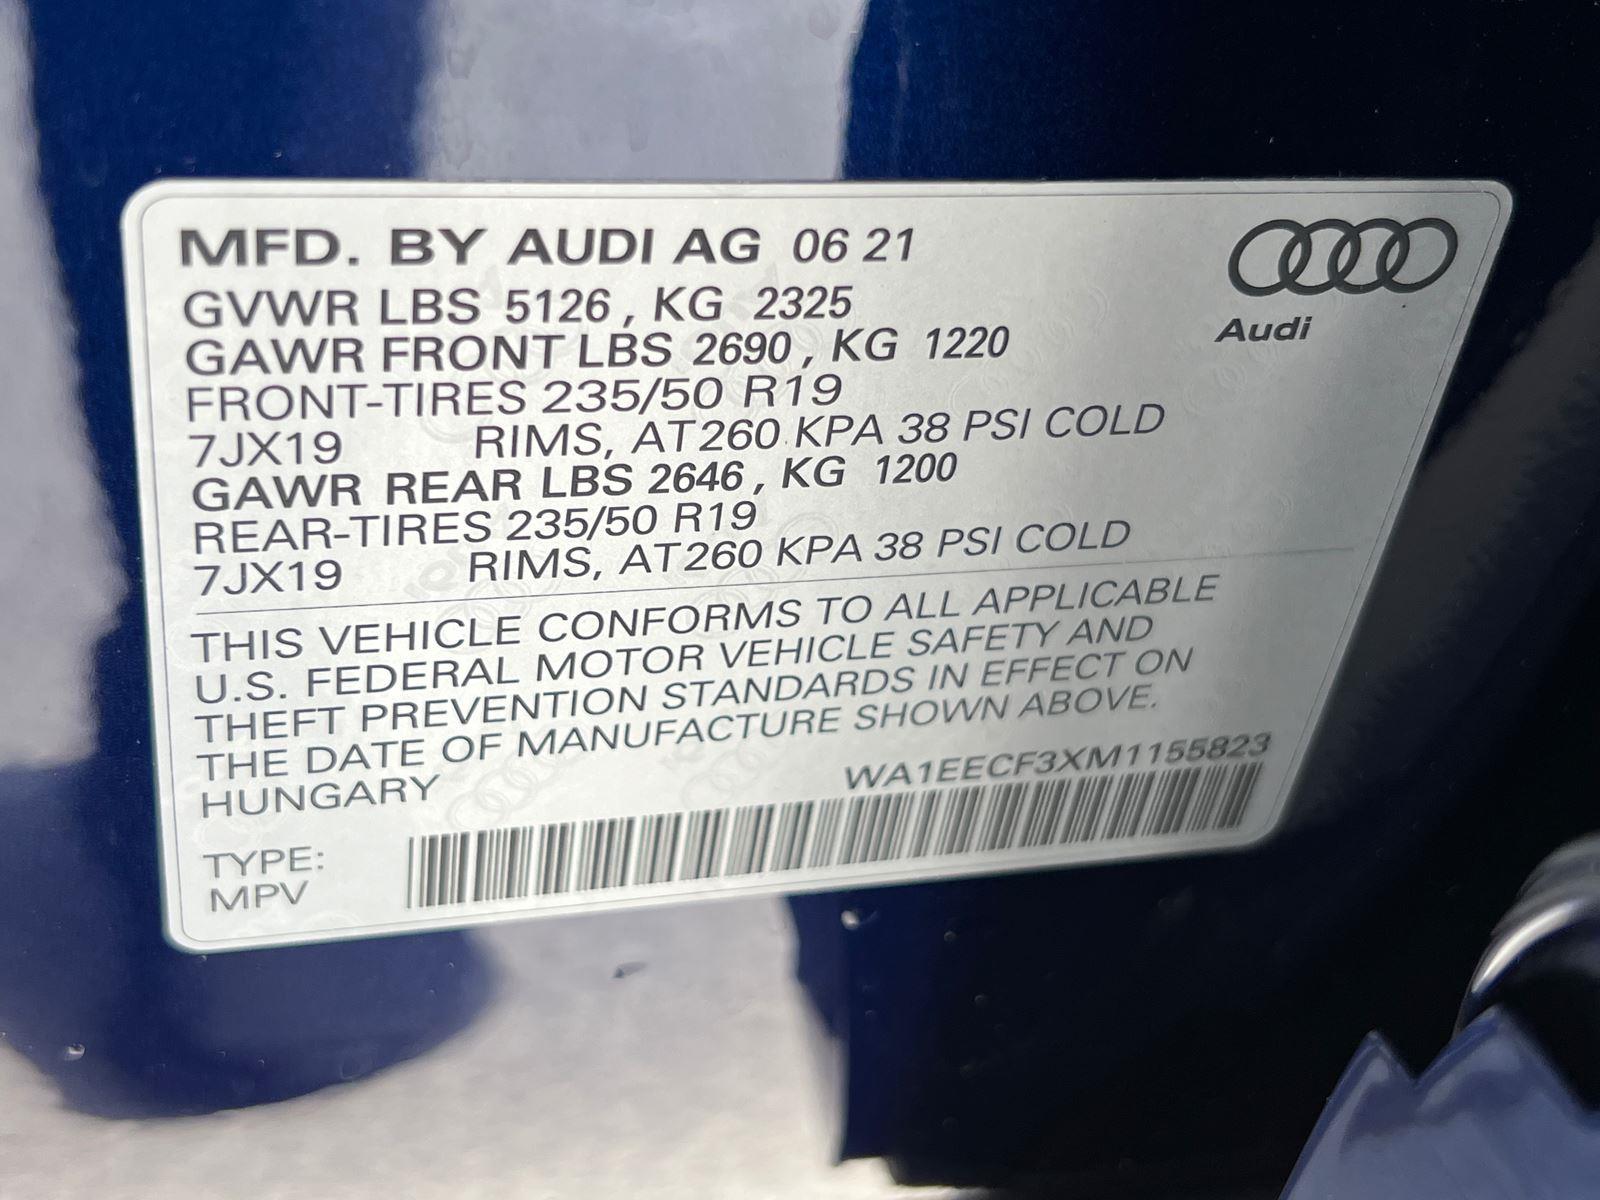 MFD. BY AUDI AG 06 21
GVWR LBS 5126, KG 2325
GAWR FRONT LBS 2690, KG 1220
FRONT-TIRES 235/50 R19
7JX19 RIMS, AT260 KPA 38 PSI COLD
GAWR REAR LBS 2646, KG 1200
REAR-TIRES 235/50 R19
7JX19 RIMS, AT260 KPA 38 PSI COLD
THIS VEHICLE CONFORMS TO ALL APPLICABLE
U.S. FEDERAL MOTOR VEHICLE SAFETY AND
THEFT PREVENTION STANDARDS IN EFFECT ON
THE DATE OF MANUFACTURE SHOWN ABOVE.
HUNGARY
WA1EECF3XM1155823
TYPE:
MPV
Audi